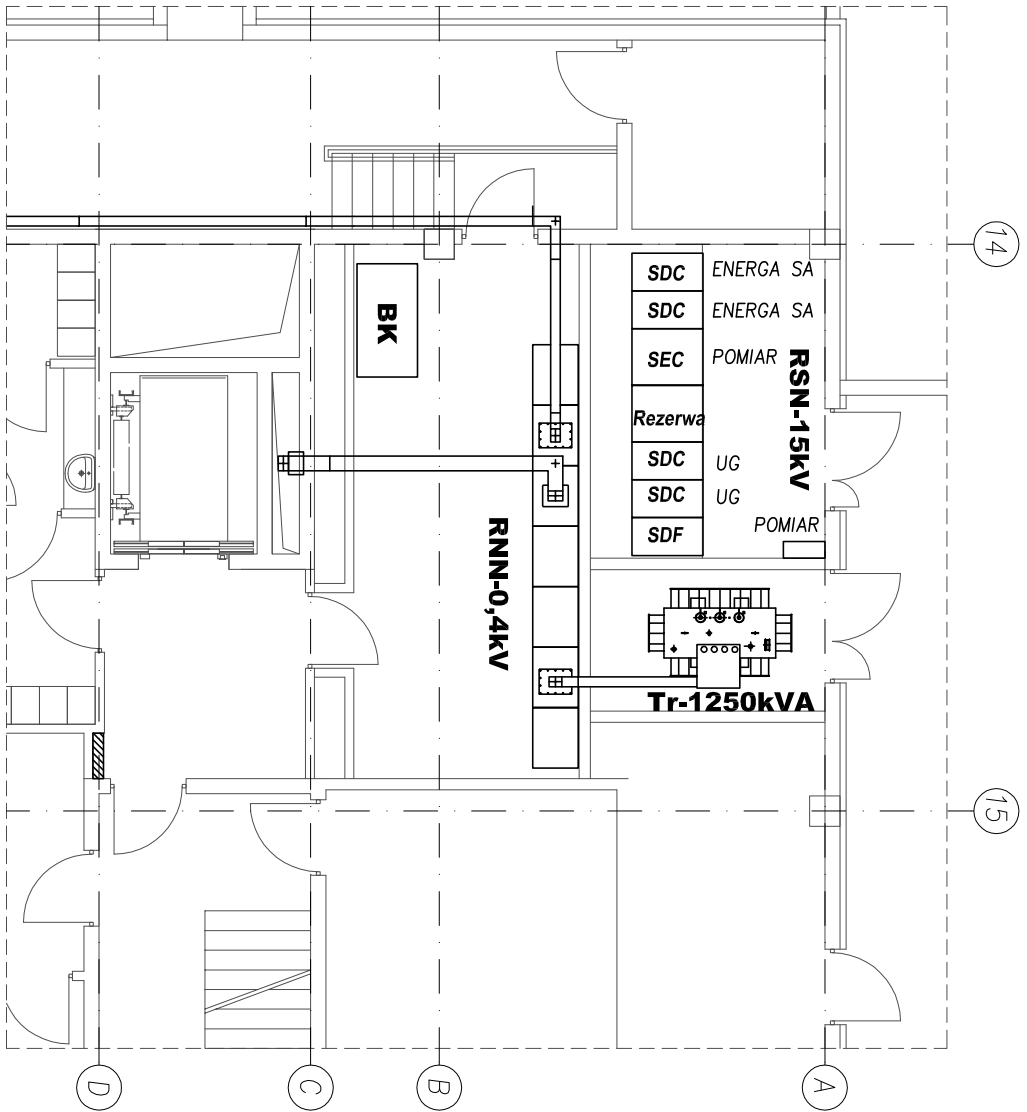 14
SDC ENERGA SA
SDC ENERGA SA
SEC POMIAR
Rezerwa
SDC UG
SDC UG
SDF
POMIAR
RSN-15kV
BK
RNN-0,4kV
Tr-1250kVA
15
D
C
B
A